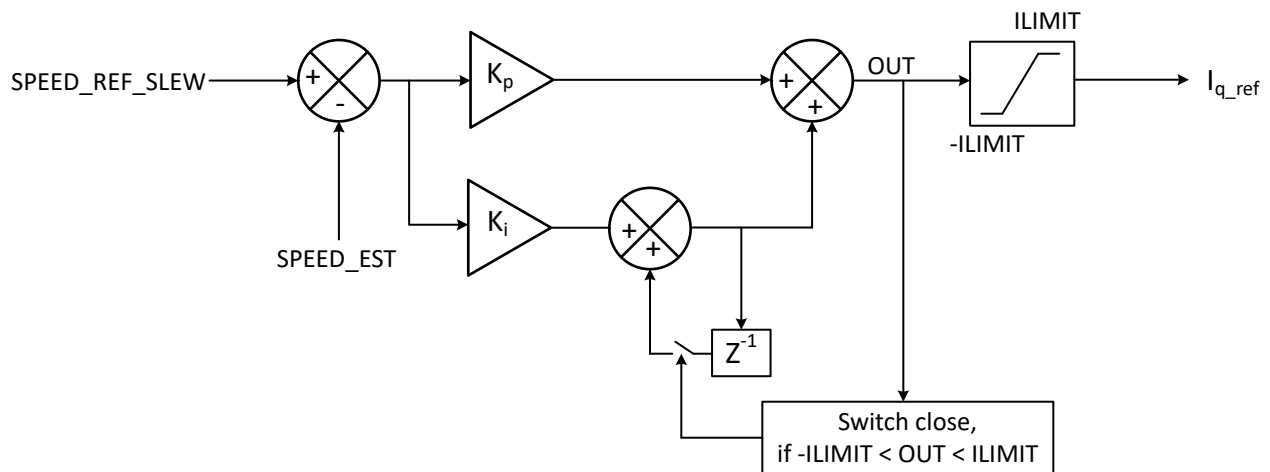 ILIMIT
SPEED_REF_SLEW
+
-
Kp
+
+
OUT
Iq_ref
-ILIMIT
SPEED_EST
Ki
+
+
Z-1
Switch close,
if -ILIMIT < OUT < ILIMIT